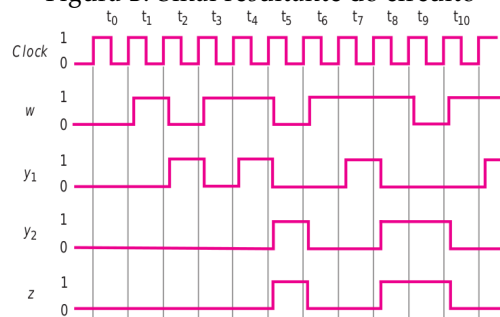 Figura 1: Sinal resultante do circuito
t0 t1 t2 t3 t4 t5 t6 t7 t8 t9 t10
Clock 1 0
w 1 0
y1 1 0
y2 1 0
z 1 0